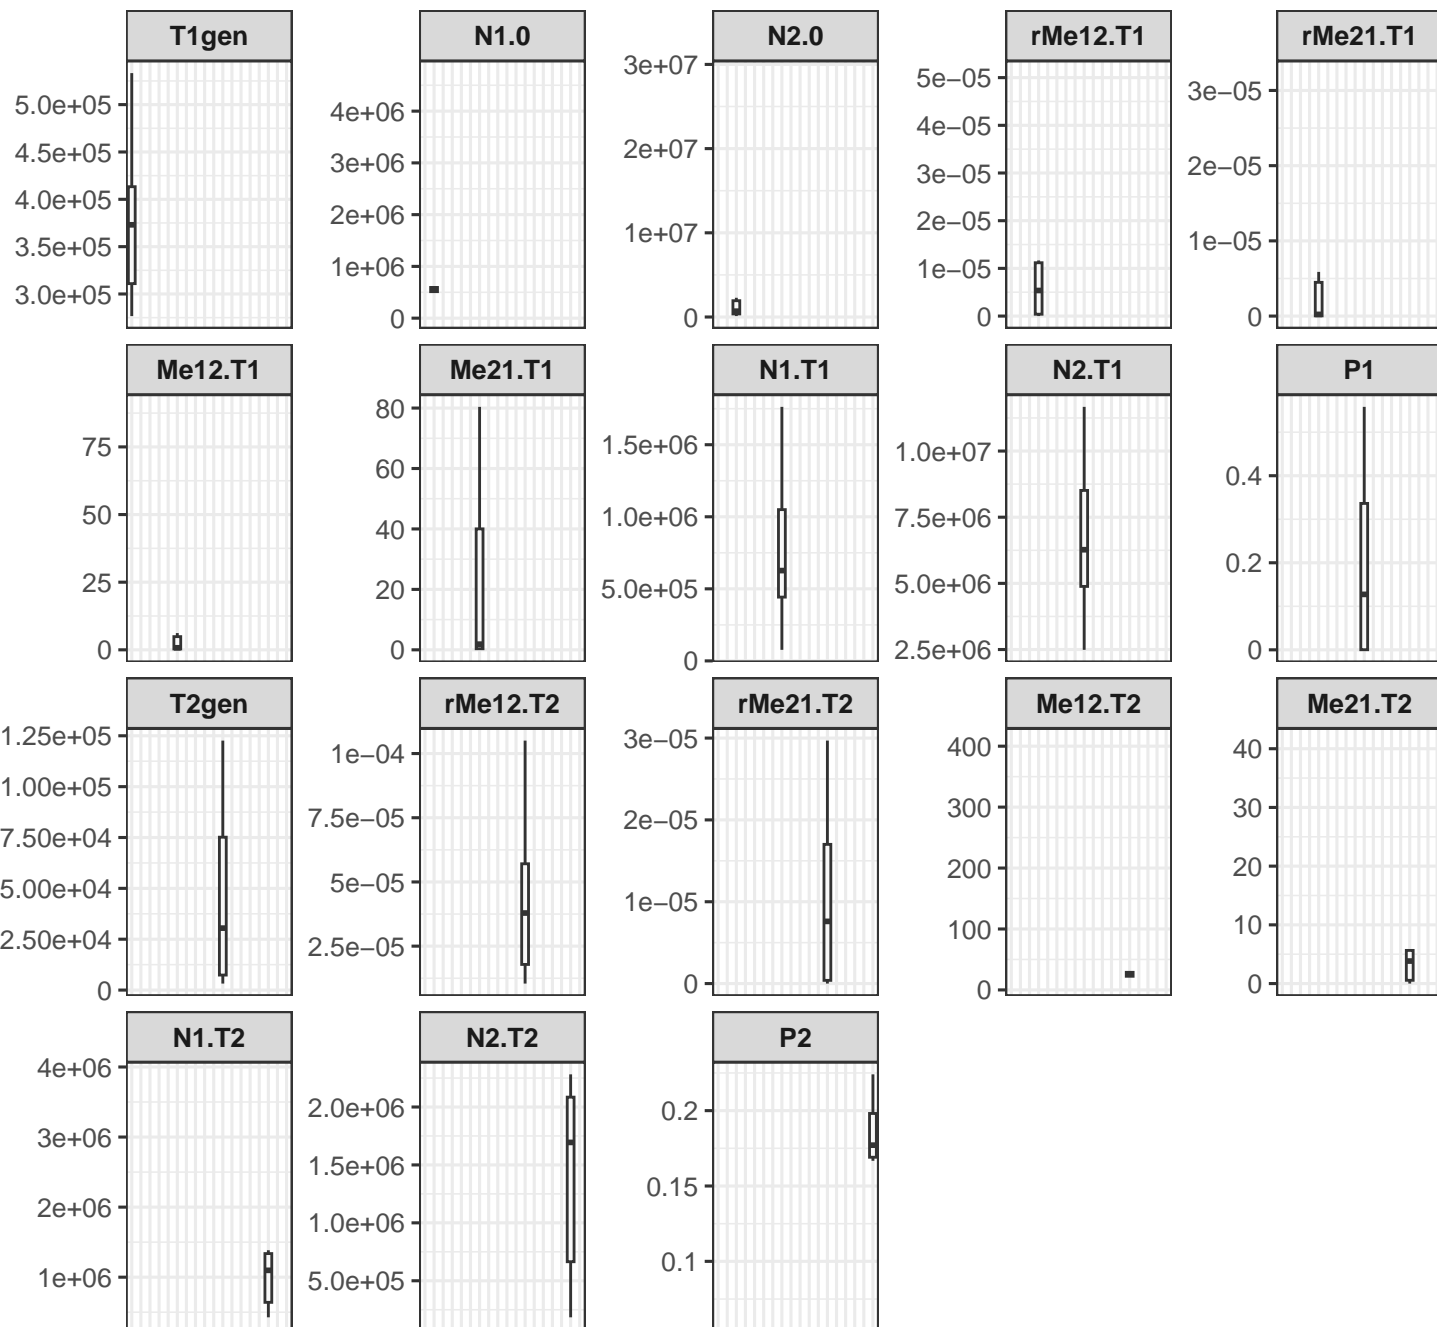 T1gen
5.0e+05
4.5e+05
4.0e+05
3.5e+05
3.0e+05
N1.0
4e+06
3e+06
2e+06
1e+06
0
N2.0
3e+07
2e+07
1e+07
0
rMe12.T1
5e−05
4e−05
3e−05
2e−05
1e−05
0
rMe21.T1
3e−05
2e−05
1e−05
0
Me12.T1
75
50
25
0
Me21.T1
80
60
40
20
0
N1.T1
1.5e+06
1.0e+06
5.0e+05
0
N2.T1
1.0e+07
7.5e+06
5.0e+06
2.5e+06
P1
0.4
0.2
0
T2gen
1.25e+05
1.00e+05
7.50e+04
5.00e+04
2.50e+04
0
rMe12.T2
1e−04
7.5e−05
5e−05
2.5e−05
rMe21.T2
3e−05
2e−05
1e−05
0
Me12.T2
400
300
200
100
0
Me21.T2
40
30
20
10
0
N1.T2
4e+06
3e+06
2e+06
1e+06
N2.T2
2.0e+06
1.5e+06
1.0e+06
5.0e+05
P2
0.2
0.15
0.1